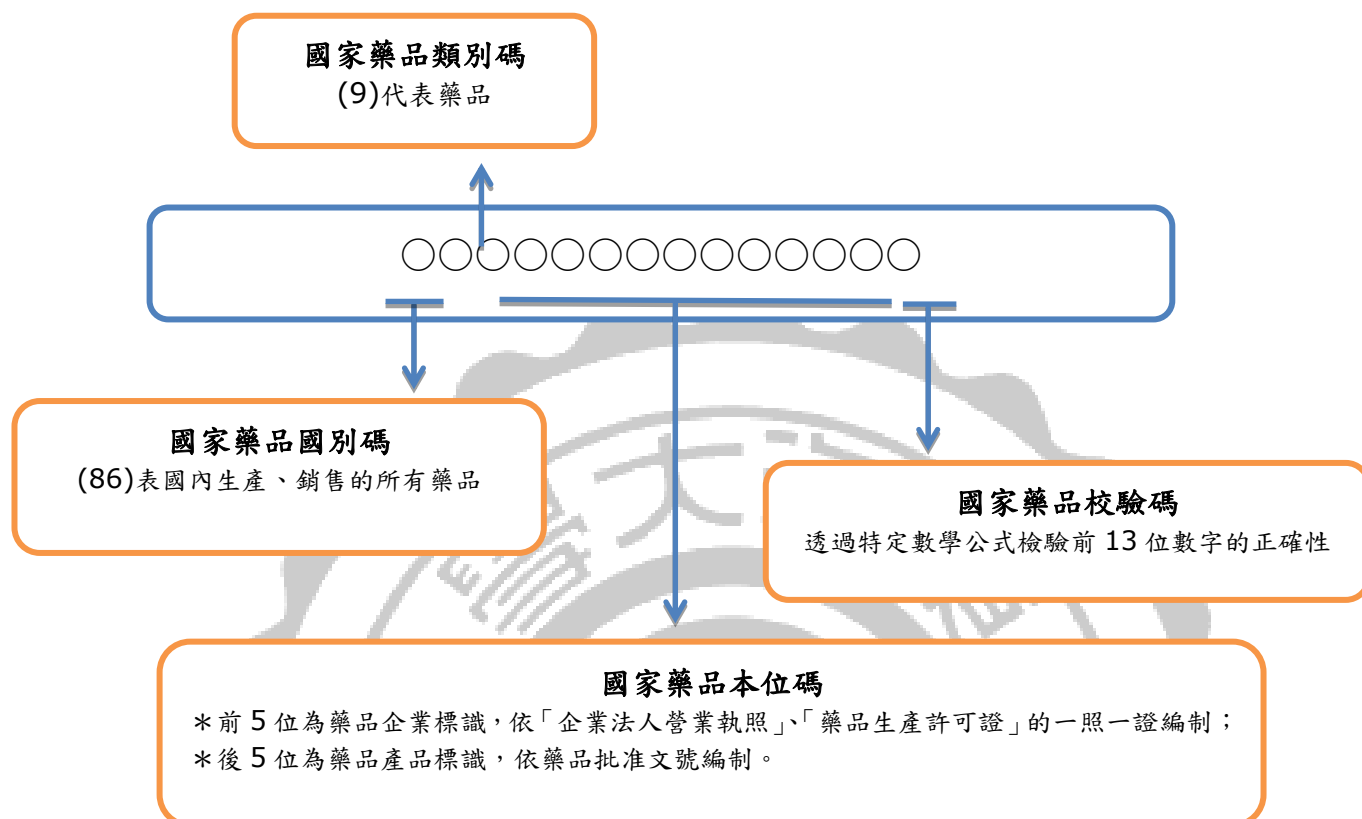 國家藥品類別碼
(9)代表藥品
○○○○○○○○○○○○○○
國家藥品國別碼
(86)表國內生產、銷售的所有藥品
國家藥品校驗碼
透過特定數學公式檢驗前 13 位數字的正確性
國家藥品本位碼
＊前 5 位為藥品企業標識，依「企業法人營業執照」、「藥品生產許可證」的一照一證編制；
＊後 5 位為藥品產品標識，依藥品批准文號編制。